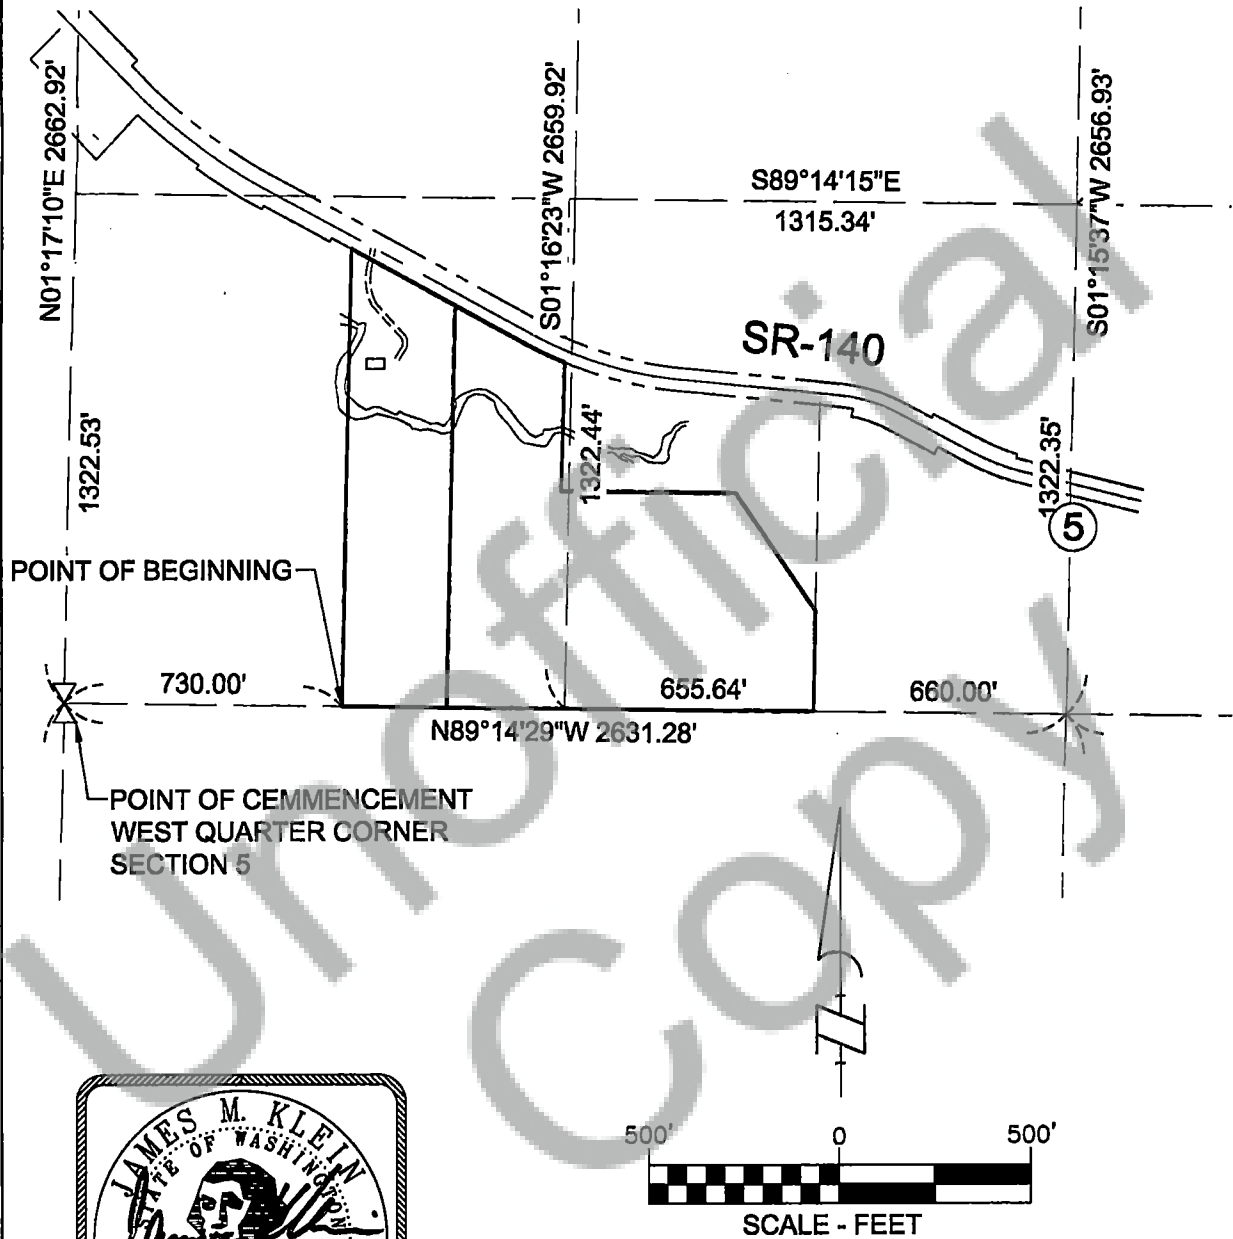 N01°17'10"E 2662.92'
S01°16'23"W 2659.92'
S01°15'37"W 2656.93'
S89°14'15"E
1315.34'
SR-140
1322.53'
1322.44'
1322.35'
5
POINT OF BEGINNING
730.00'
655.64'
660.00'
N89°14'29"W 2631.28'
POINT OF CEMMENCEMENT
WEST QUARTER CORNER
SECTION 5
Unofficial
Copy
JAMES M. KLEIN
STATE OF WASHINGTON
500' 0 500'
SCALE - FEET